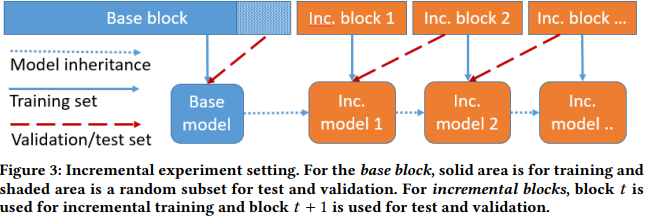 Base block
Inc. block 1
Inc. block 2
Inc. block ...
Model inheritance
Training set
Validation/test set
Base
model
Inc.
model 1
Inc.
model 2
Inc.
model ..
Figure 3: Incremental experiment setting. For the base block, solid area is for training and
shaded area is a random subset for test and validation. For incremental blocks, block t is
used for incremental training and block t + 1 is used for test and validation.